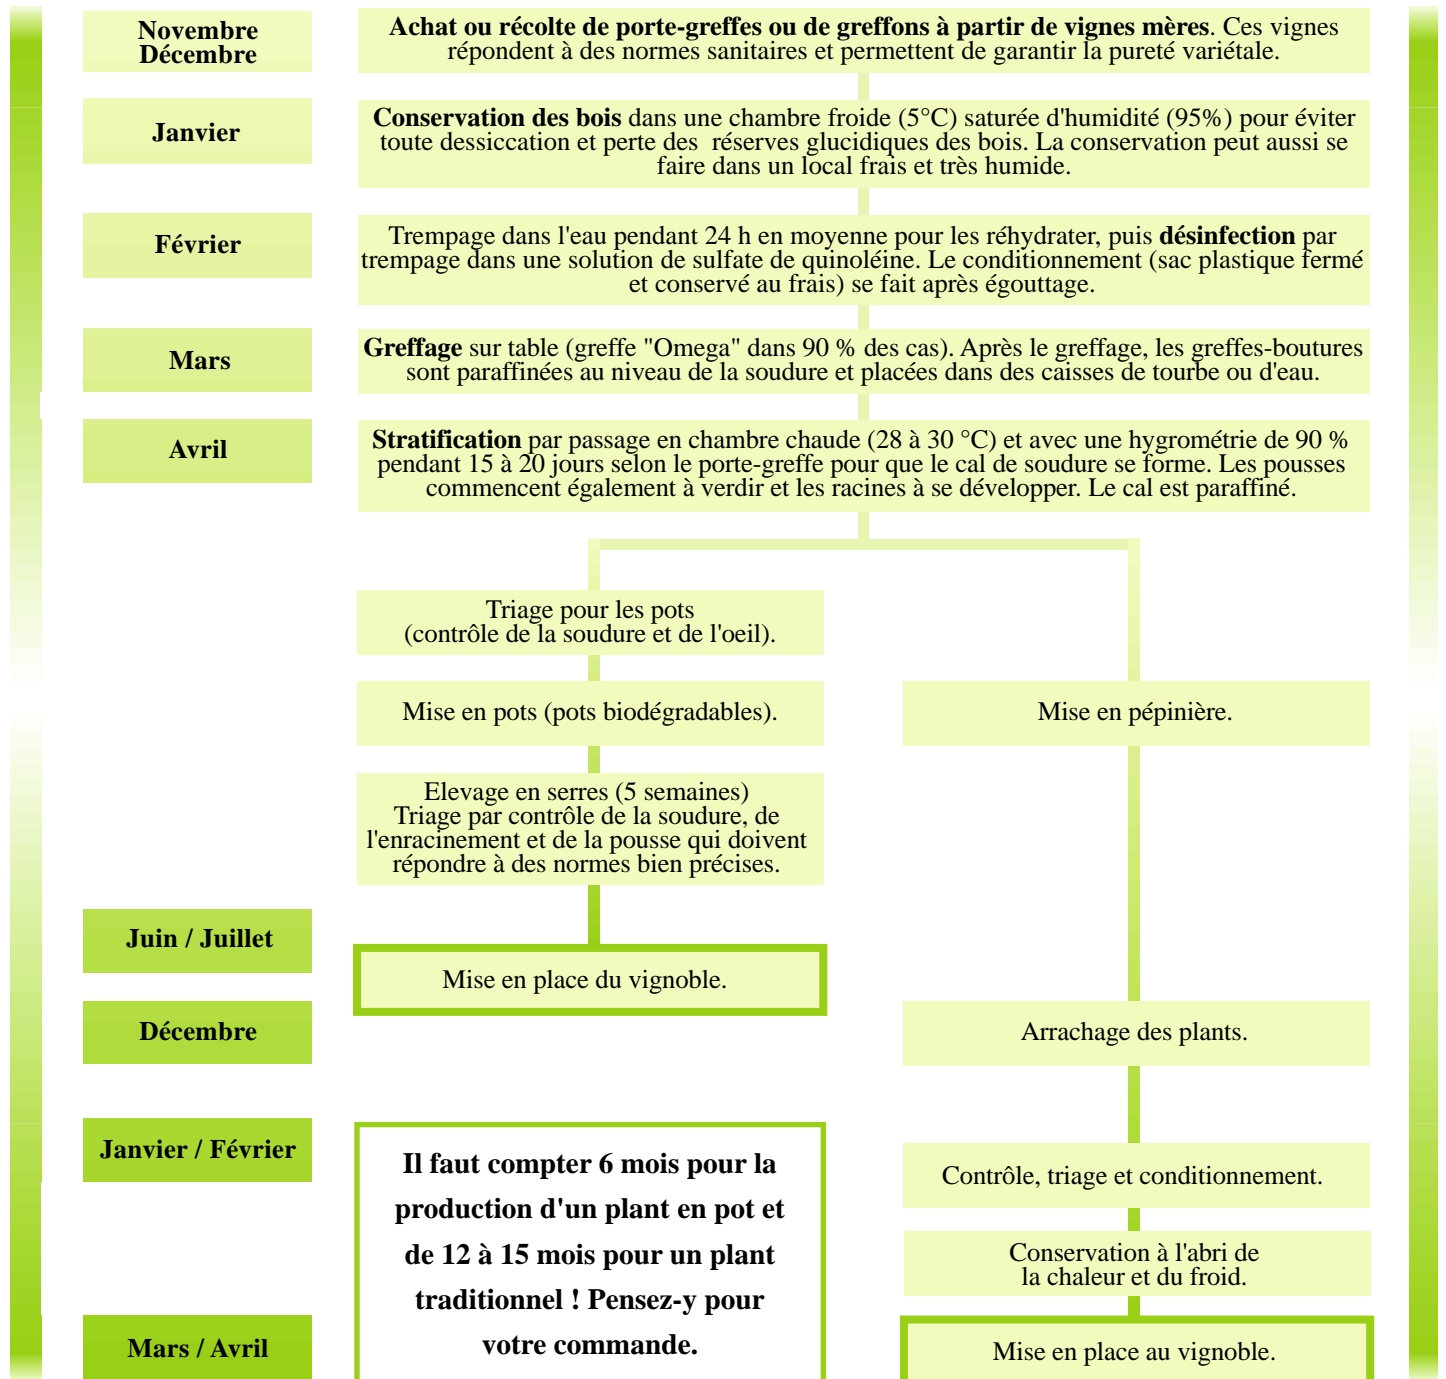 Novembre
Décembre
Achat ou récolte de porte-greffes ou de greffons à partir de vignes mères. Ces vignes
répondent à des normes sanitaires et permettent de garantir la pureté variétale.
Janvier
Conservation des bois dans une chambre froide (5°C) saturée d'humidité (95%) pour éviter
toute dessiccation et perte des réserves glucidiques des bois. La conservation peut aussi se
faire dans un local frais et très humide.
Février
Trempage dans l'eau pendant 24 h en moyenne pour les réhydrater, puis désinfection par
trempage dans une solution de sulfate de quinoléine. Le conditionnement (sac plastique fermé
et conservé au frais) se fait après égouttage.
Mars
Greffage sur table (greffe "Omega" dans 90 % des cas). Après le greffage, les greffes-boutures
sont paraffinées au niveau de la soudure et placées dans des caisses de tourbe ou d'eau.
Avril
Stratification par passage en chambre chaude (28 à 30 °C) et avec une hygrométrie de 90 %
pendant 15 à 20 jours selon le porte-greffe pour que le cal de soudure se forme. Les pousses
commencent également à verdir et les racines à se développer. Le cal est paraffiné.
Triage pour les pots
(contrôle de la soudure et de l'oeil).
Mise en pots (pots biodégradables).
Mise en pépinière.
Elevage en serres (5 semaines)
Triage par contrôle de la soudure, de
l'enracinement et de la pousse qui doivent
répondre à des normes bien précises.
Juin / Juillet
Mise en place du vignoble.
Décembre
Arrachage des plants.
Janvier / Février
Il faut compter 6 mois pour la
production d'un plant en pot et
de 12 à 15 mois pour un plant
traditionnel ! Pensez-y pour
votre commande.
Contrôle, triage et conditionnement.
Conservation à l'abri de
la chaleur et du froid.
Mars / Avril
Mise en place au vignoble.